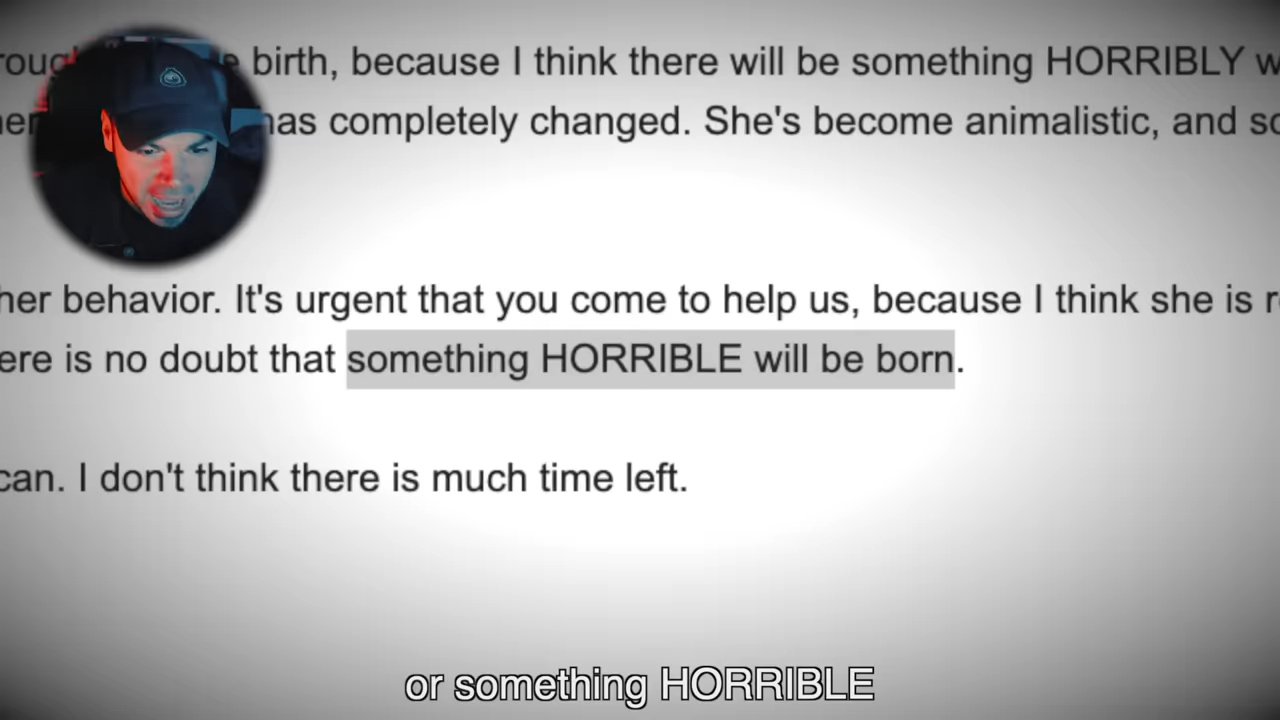 birth, because I think there will be something HORRIBLY
has completely changed. She's become animalistic, and
her behavior. It's urgent that you come to help us, because I think she is
ere is no doubt that something HORRIBLE will be born.
can. I don't think there is much time left.
or something HORRIBLE